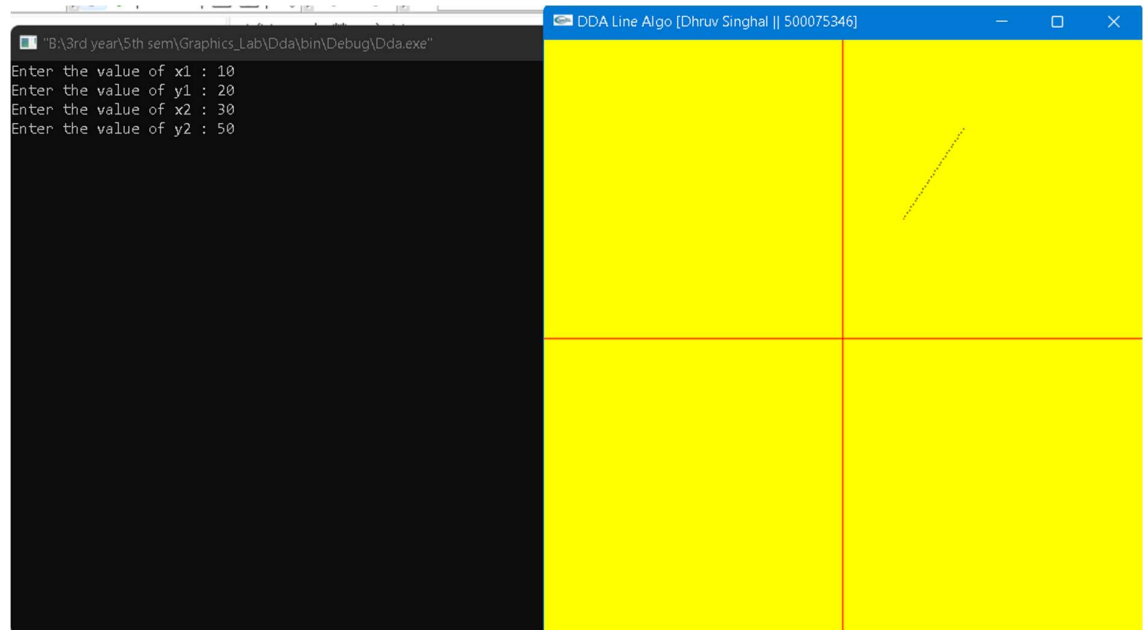 "B:\3rd year\5th sem\Graphics_Lab\Dda\bin\Debug\Dda.exe"
Enter the value of x1 : 10
Enter the value of y1 : 20
Enter the value of x2 : 30
Enter the value of y2 : 50
DDA Line Algo [Dhruv Singhal || 500075346]